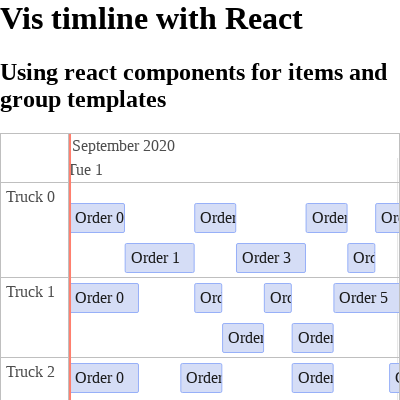 Vis timline with React
Using react components for items and
group templates
September 2020
Tue 1
Truck 0
Order 0 Order Order Or
Order 1 Order 3 Orc
Truck 1
Order 0 Orc Orc Order 5
Order Order
Truck 2
Order 0 Order Order